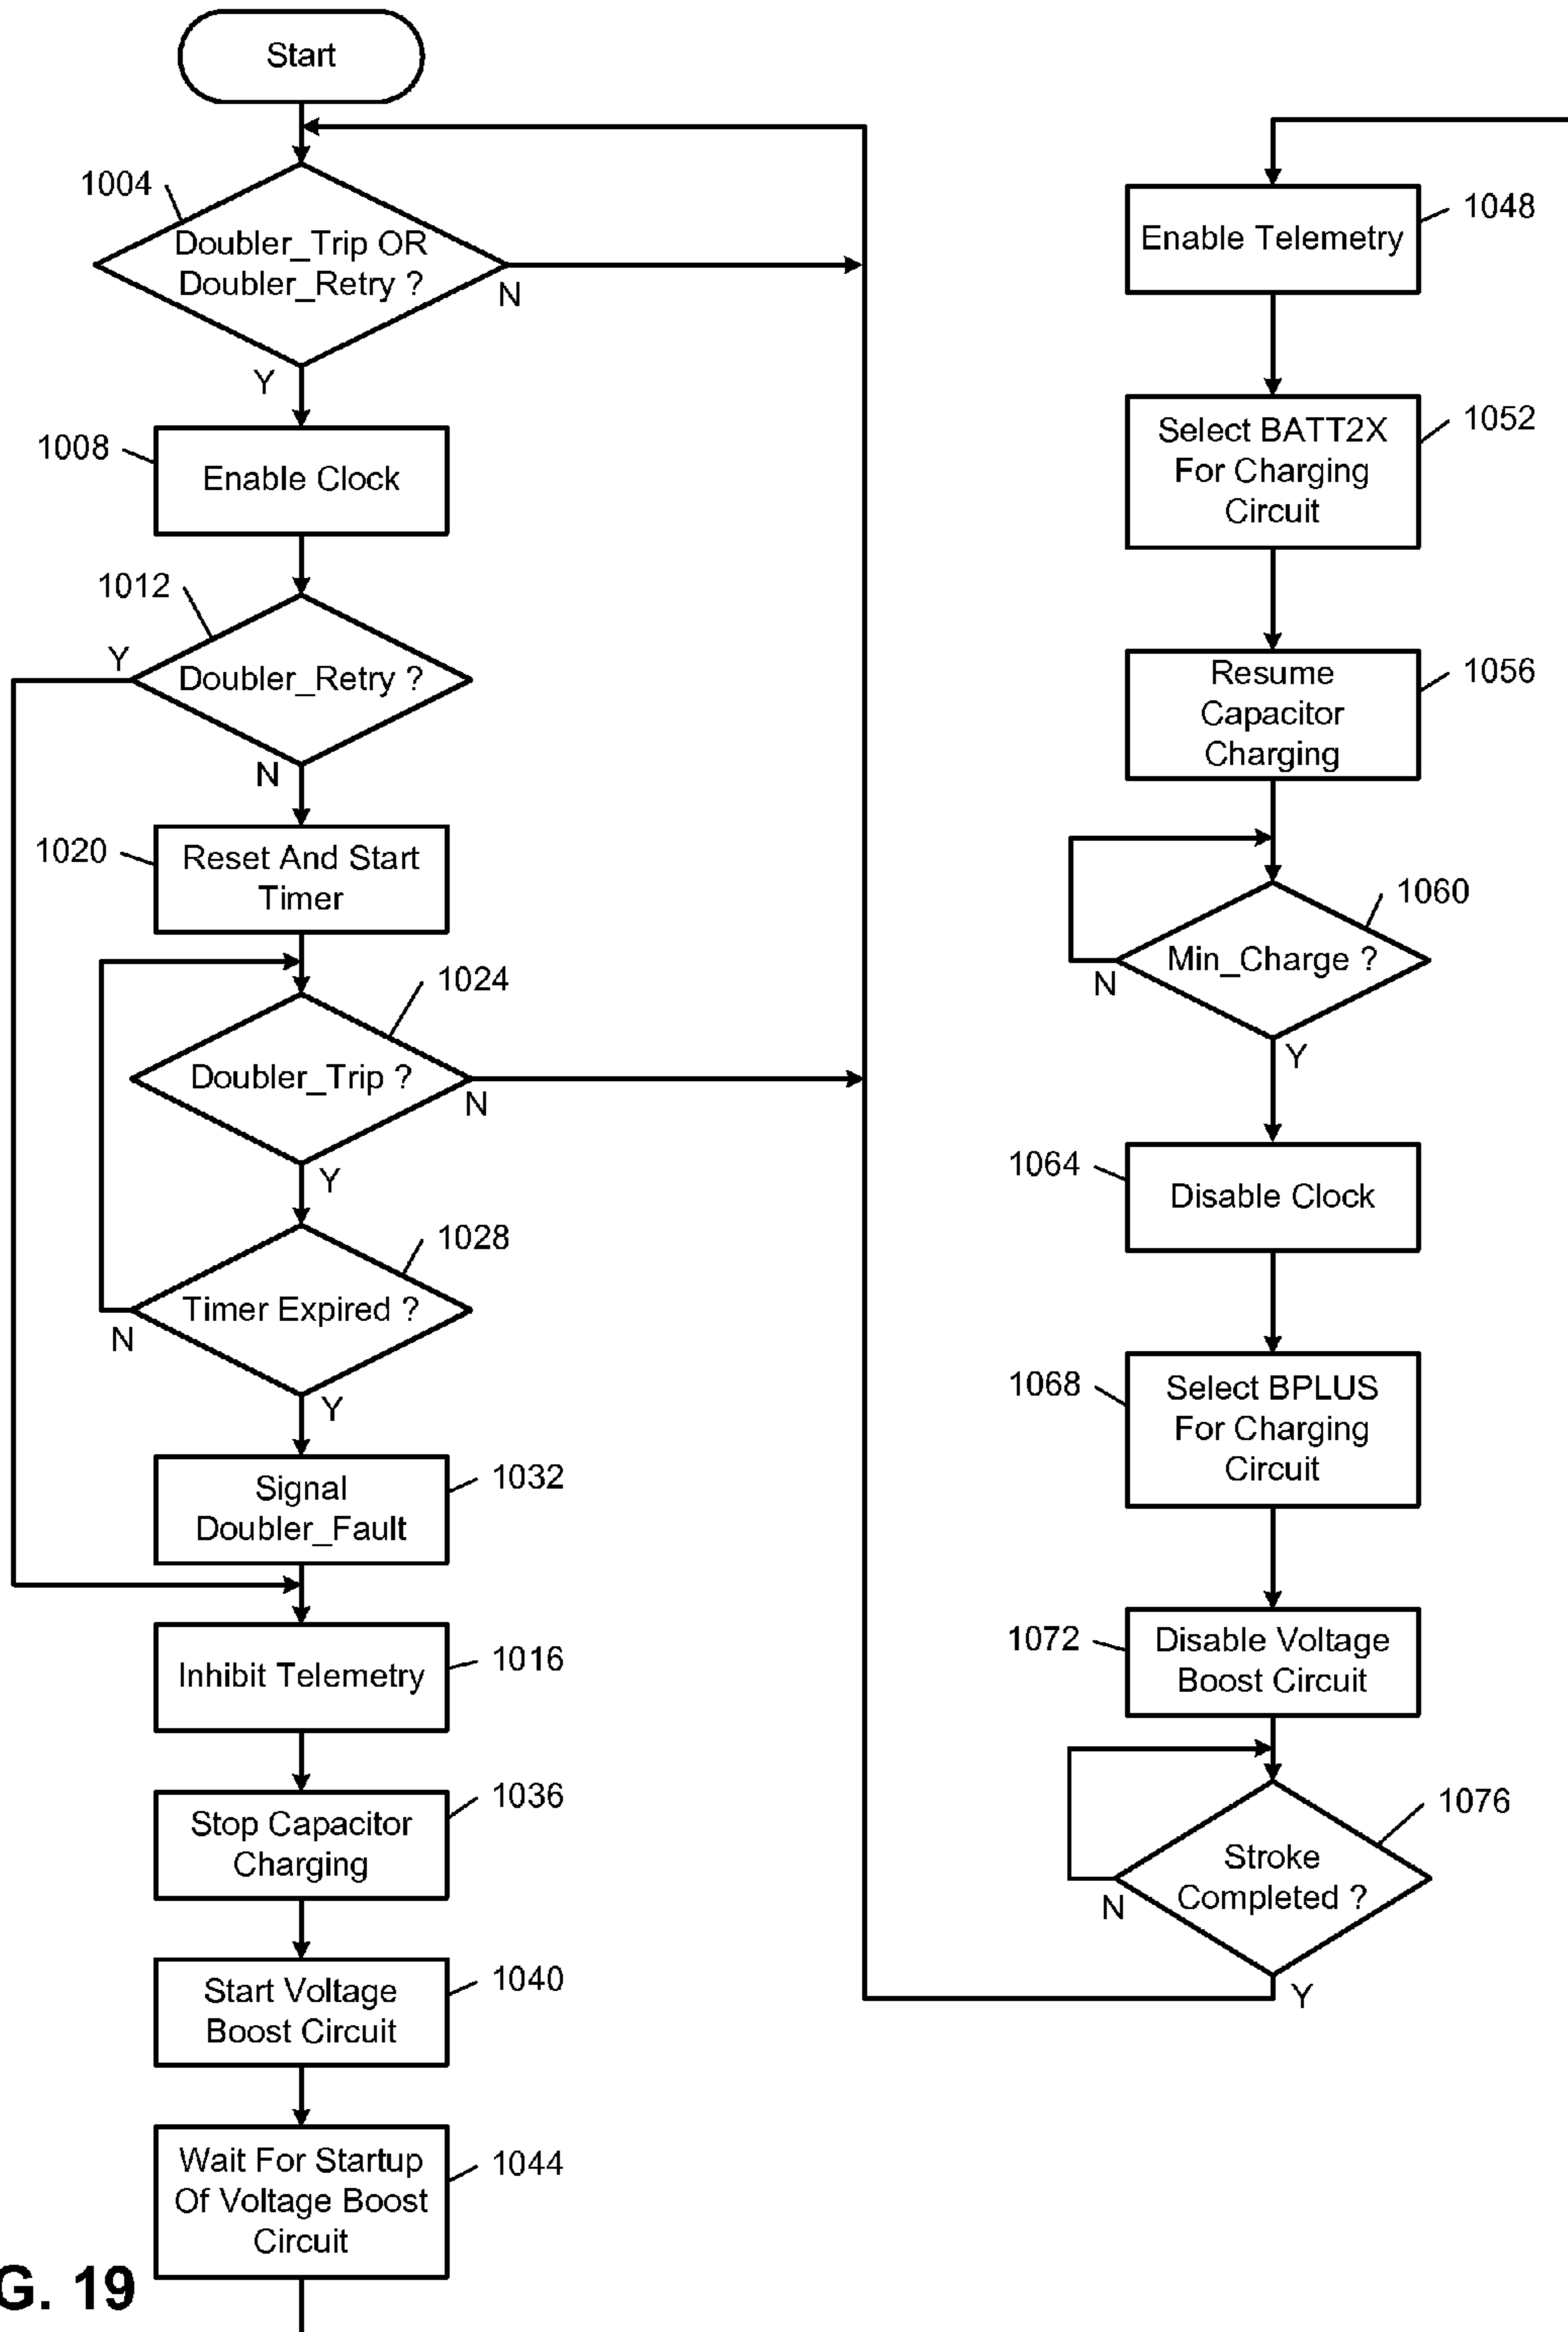 Start
1004
Doubler_Trip OR
Doubler_Retry ?
N
Y
1008
Enable Clock
1012
Y
Doubler_Retry ?
N
1020
Reset And Start
Timer
1024
Doubler_Trip ?
N
Y
1028
Timer Expired ?
N
Y
1032
Signal
Doubler_Fault
1016
Inhibit Telemetry
1036
Stop Capacitor
Charging
1040
Start Voltage
Boost Circuit
1044
Wait For Startup
Of Voltage Boost
Circuit
G. 19
1048
Enable Telemetry
1052
Select BATT2X
For Charging
Circuit
1056
Resume
Capacitor
Charging
1060
Min_Charge ?
N
Y
1064
Disable Clock
1068
Select BPLUS
For Charging
Circuit
1072
Disable Voltage
Boost Circuit
1076
Stroke
Completed ?
N
Y